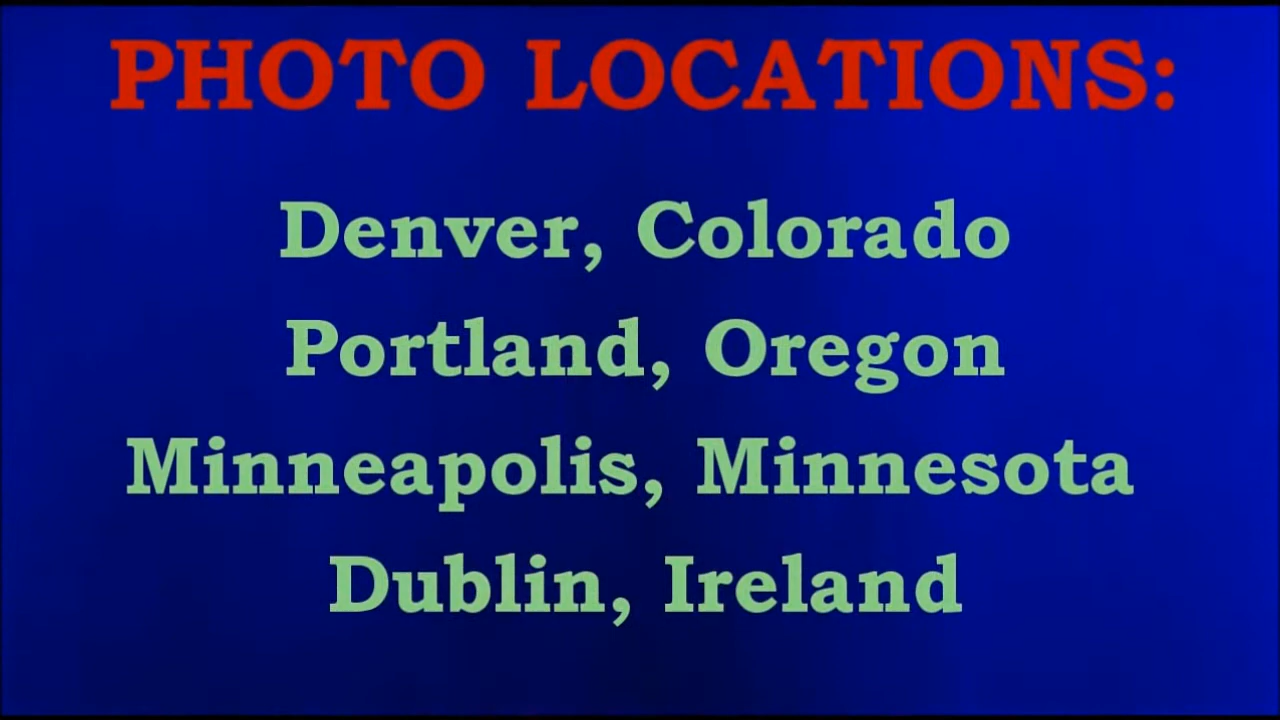 PHOTO LOCATIONS:
Denver, Colorado
Portland, Oregon
Minneapolis, Minnesota
Dublin, Ireland